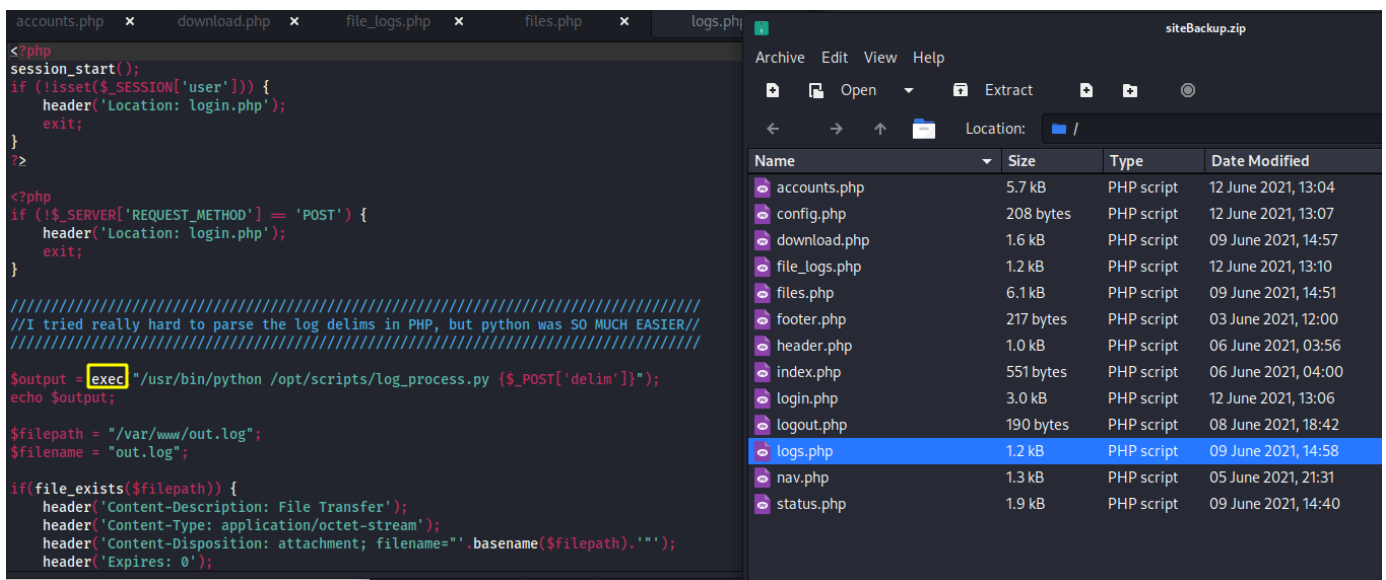 accounts.php × download.php × file_logs.php × files.php × logs.php
<?php
session_start();
if (!isset($_SESSION['user'])) {
    header('Location: login.php');
    exit;
}
?>
<?php
if (!$_SERVER['REQUEST_METHOD'] == 'POST') {
    header('Location: login.php');
    exit;
}
/////////////////////////////////////////////////////////////////////////////////////
//I tried really hard to parse the log delims in PHP, but python was SO MUCH EASIER//
/////////////////////////////////////////////////////////////////////////////////////
$output = exec("/usr/bin/python /opt/scripts/log_process.py {$_POST['delim']}");
echo $output;
$filepath = "/var/www/out.log";
$filename = "out.log";
if(file_exists($filepath)) {
    header('Content-Description: File Transfer');
    header('Content-Type: application/octet-stream');
    header('Content-Disposition: attachment; filename="'.basename($filepath).'"');
    header('Expires: 0');
siteBackup.zip
Archive Edit View Help
Open Extract
Location: /
Name Size Type Date Modified
accounts.php 5.7 kB PHP script 12 June 2021, 13:04
config.php 208 bytes PHP script 12 June 2021, 13:07
download.php 1.6 kB PHP script 09 June 2021, 14:57
file_logs.php 1.2 kB PHP script 12 June 2021, 13:10
files.php 6.1 kB PHP script 09 June 2021, 14:51
footer.php 217 bytes PHP script 03 June 2021, 12:00
header.php 1.0 kB PHP script 06 June 2021, 03:56
index.php 551 bytes PHP script 06 June 2021, 04:00
login.php 3.0 kB PHP script 12 June 2021, 13:06
logout.php 190 bytes PHP script 08 June 2021, 18:42
logs.php 1.2 kB PHP script 09 June 2021, 14:58
nav.php 1.3 kB PHP script 05 June 2021, 21:31
status.php 1.9 kB PHP script 09 June 2021, 14:40